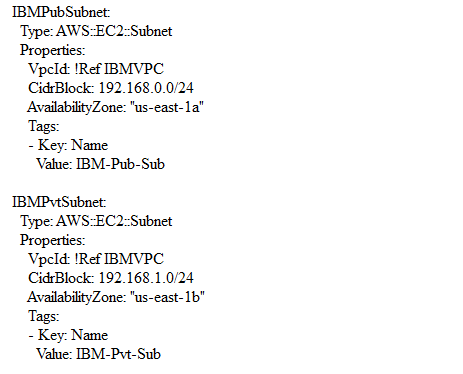 IBMPubSubnet:
Type: AWS::EC2::Subnet
Properties:
VpcId: !Ref IBMVPC
CidrBlock: 192.168.0.0/24
AvailabilityZone: "us-east-1a"
Tags:
- Key: Name
Value: IBM-Pub-Sub
IBMPvtSubnet:
Type: AWS::EC2::Subnet
Properties:
VpcId: !Ref IBMVPC
CidrBlock: 192.168.1.0/24
AvailabilityZone: "us-east-1b"
Tags:
- Key: Name
Value: IBM-Pvt-Sub